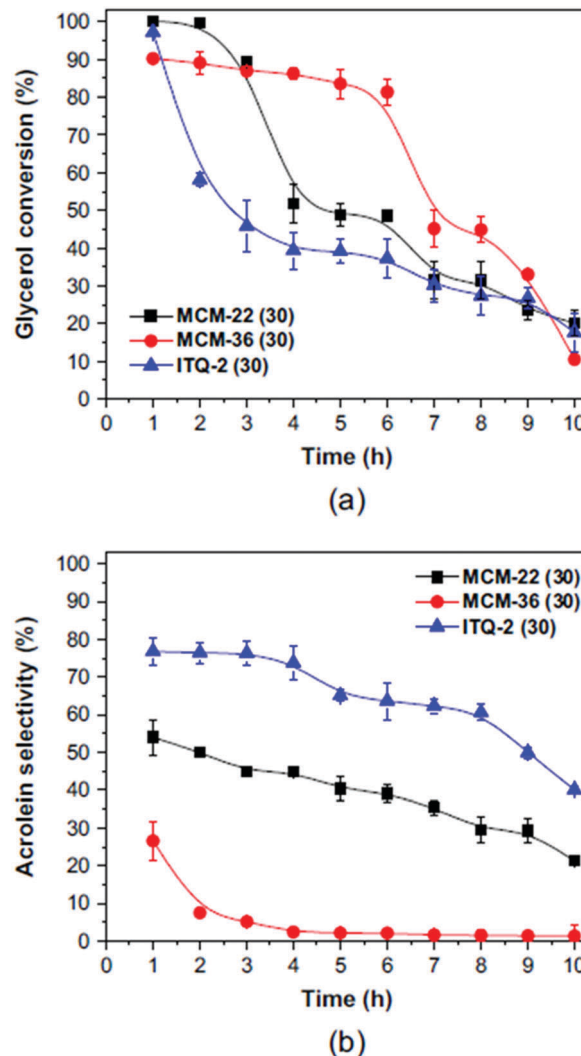 Glycerol conversion (%)
100
90
80
70
60
50
40
30
20
10
0
MCM-22 (30)
MCM-36 (30)
ITQ-2 (30)
0 1 2 3 4 5 6 7 8 9 10
Time (h)
(a)
Acrolein selectivity (%)
100
90
80
70
60
50
40
30
20
10
0
MCM-22 (30)
MCM-36 (30)
ITQ-2 (30)
0 1 2 3 4 5 6 7 8 9 10
Time (h)
(b)